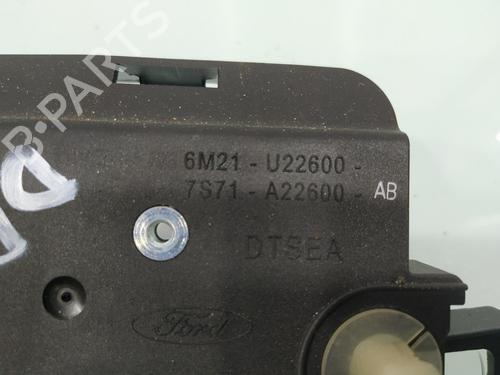 6M21 - U22600 -
7S71 - A22600 - AB
DTSEA
Ford
B-PARTS